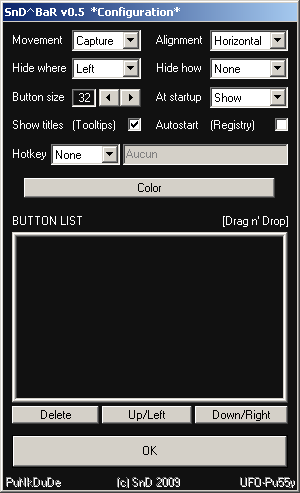 SnD^BaR v0.5 *Configuration*
Movement Capture Alignment Horizontal
Hide where Left Hide how None
Button size 32 At startup Show
Show titles (Tooltips) Autostart (Registry)
Hotkey None Aucun
Color
BUTTON LIST [Drag n' Drop]
Delete Up/Left Down/Right
OK
PuNkDuDe (c) SnD 2009 UFO-Pu55y